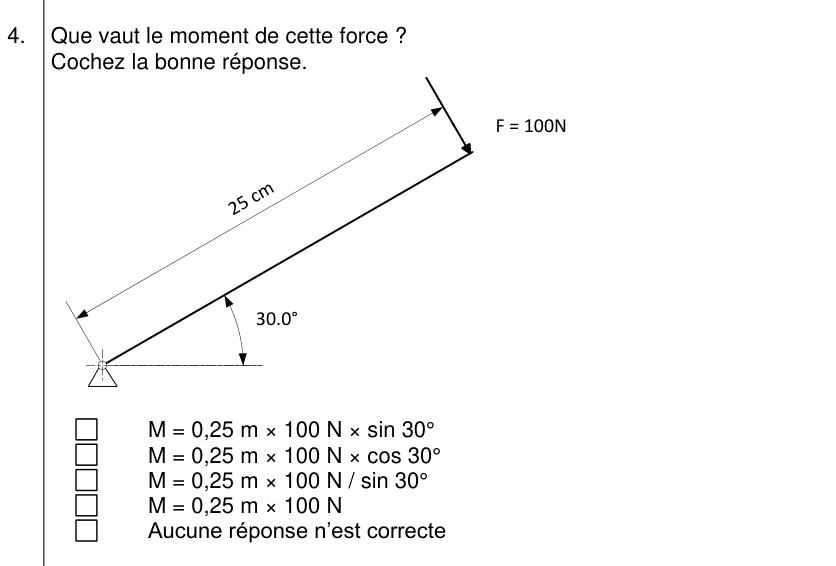 4. Que vaut le moment de cette force ?
Cochez la bonne réponse.
F = 100N
25 cm
30.0°
M = 0,25 m × 100 N × sin 30°
M = 0,25 m × 100 N × cos 30°
M = 0,25 m × 100 N / sin 30°
M = 0,25 m × 100 N
Aucune réponse n’est correcte